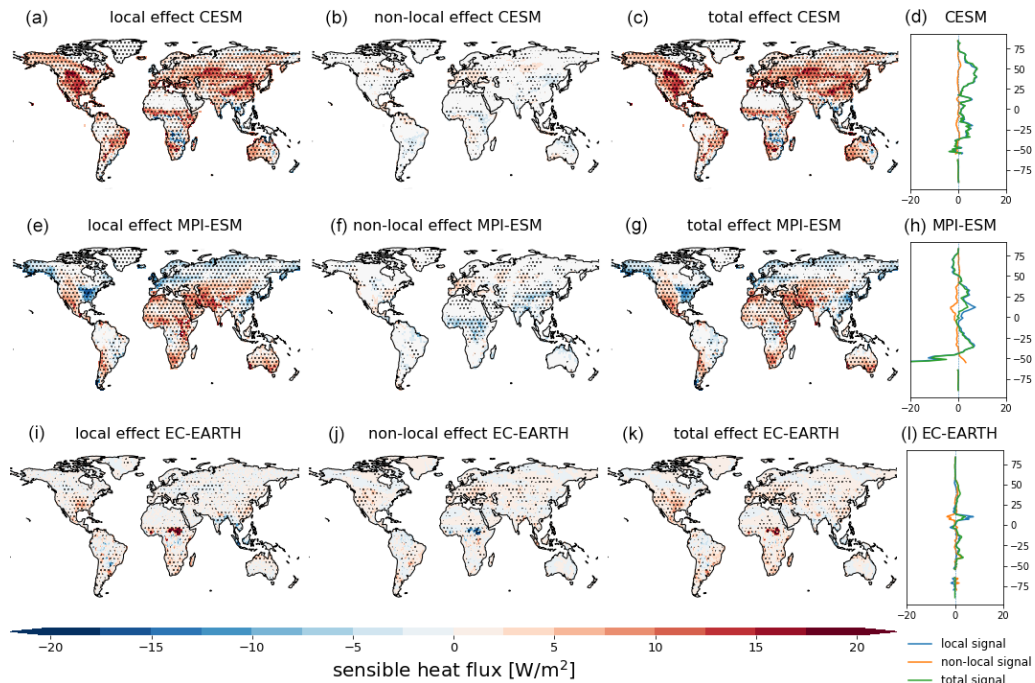 (a) local effect CESM (b) non-local effect CESM (c) total effect CESM (d) CESM
75
50
25
0
−25
−50
−75
−20 0 20
(e) local effect MPI-ESM (f) non-local effect MPI-ESM (g) total effect MPI-ESM (h) MPI-ESM
75
50
25
0
−25
−50
−75
−20 0 20
(i) local effect EC-EARTH (j) non-local effect EC-EARTH (k) total effect EC-EARTH (l) EC-EARTH
75
50
25
0
−25
−50
−75
−20 0 20
−20 −15 −10 −5 0 5 10 15 20
sensible heat flux [W/m²]
local signal
non-local signal
total signal